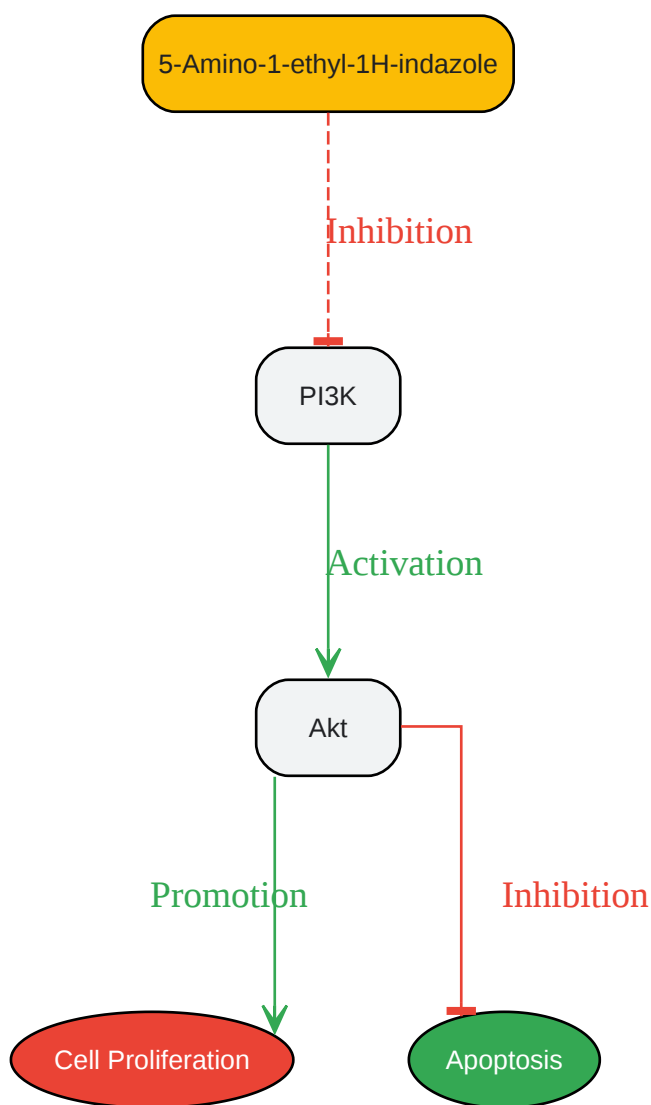 5-Amino-1-ethyl-1H-indazole
Inhibition
PI3K
Activation
Akt
Promotion
Inhibition
Cell Proliferation
Apoptosis